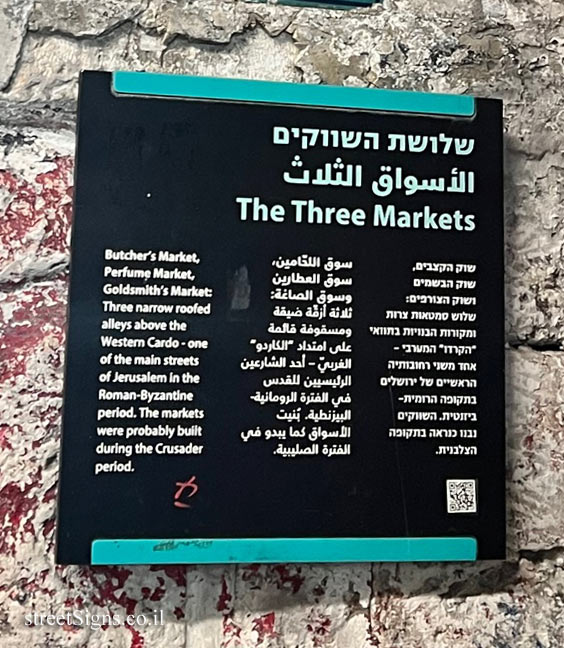 שלושת השווקים
الأسواق الثلاث
The Three Markets
שוק הקצבים,
שוק הבשמים
ושוק הצורפים:
שלוש סמטאות צרות
ומקורות הבנויות בתוואי
"הקרדו" המערבי –
אחד משני רחובותיה
הראשיים של ירושלים
בתקופה הרומית-
ביזנטית. השווקים
נבנו כנראה בתקופה
הצלבנית.
سوق اللحّامين،
سوق العطارين
وسوق الصاغة:
ثلاثة أزقّة ضيقة
ومسقوفة قائمة
على امتداد "الكاردو"
الغربيّ – أحد الشارعين
الرئيسيين للقدس
في الفترة الرومانية-
البيزنطية. بُنيت
الأسواق كما يبدو في
الفترة الصليبية.
Butcher's Market,
Perfume Market,
Goldsmith's Market:
Three narrow roofed
alleys above the
Western Cardo - one
of the main streets
of Jerusalem in the
Roman-Byzantine
period. The markets
were probably built
during the Crusader
period.
streetSigns.co.il